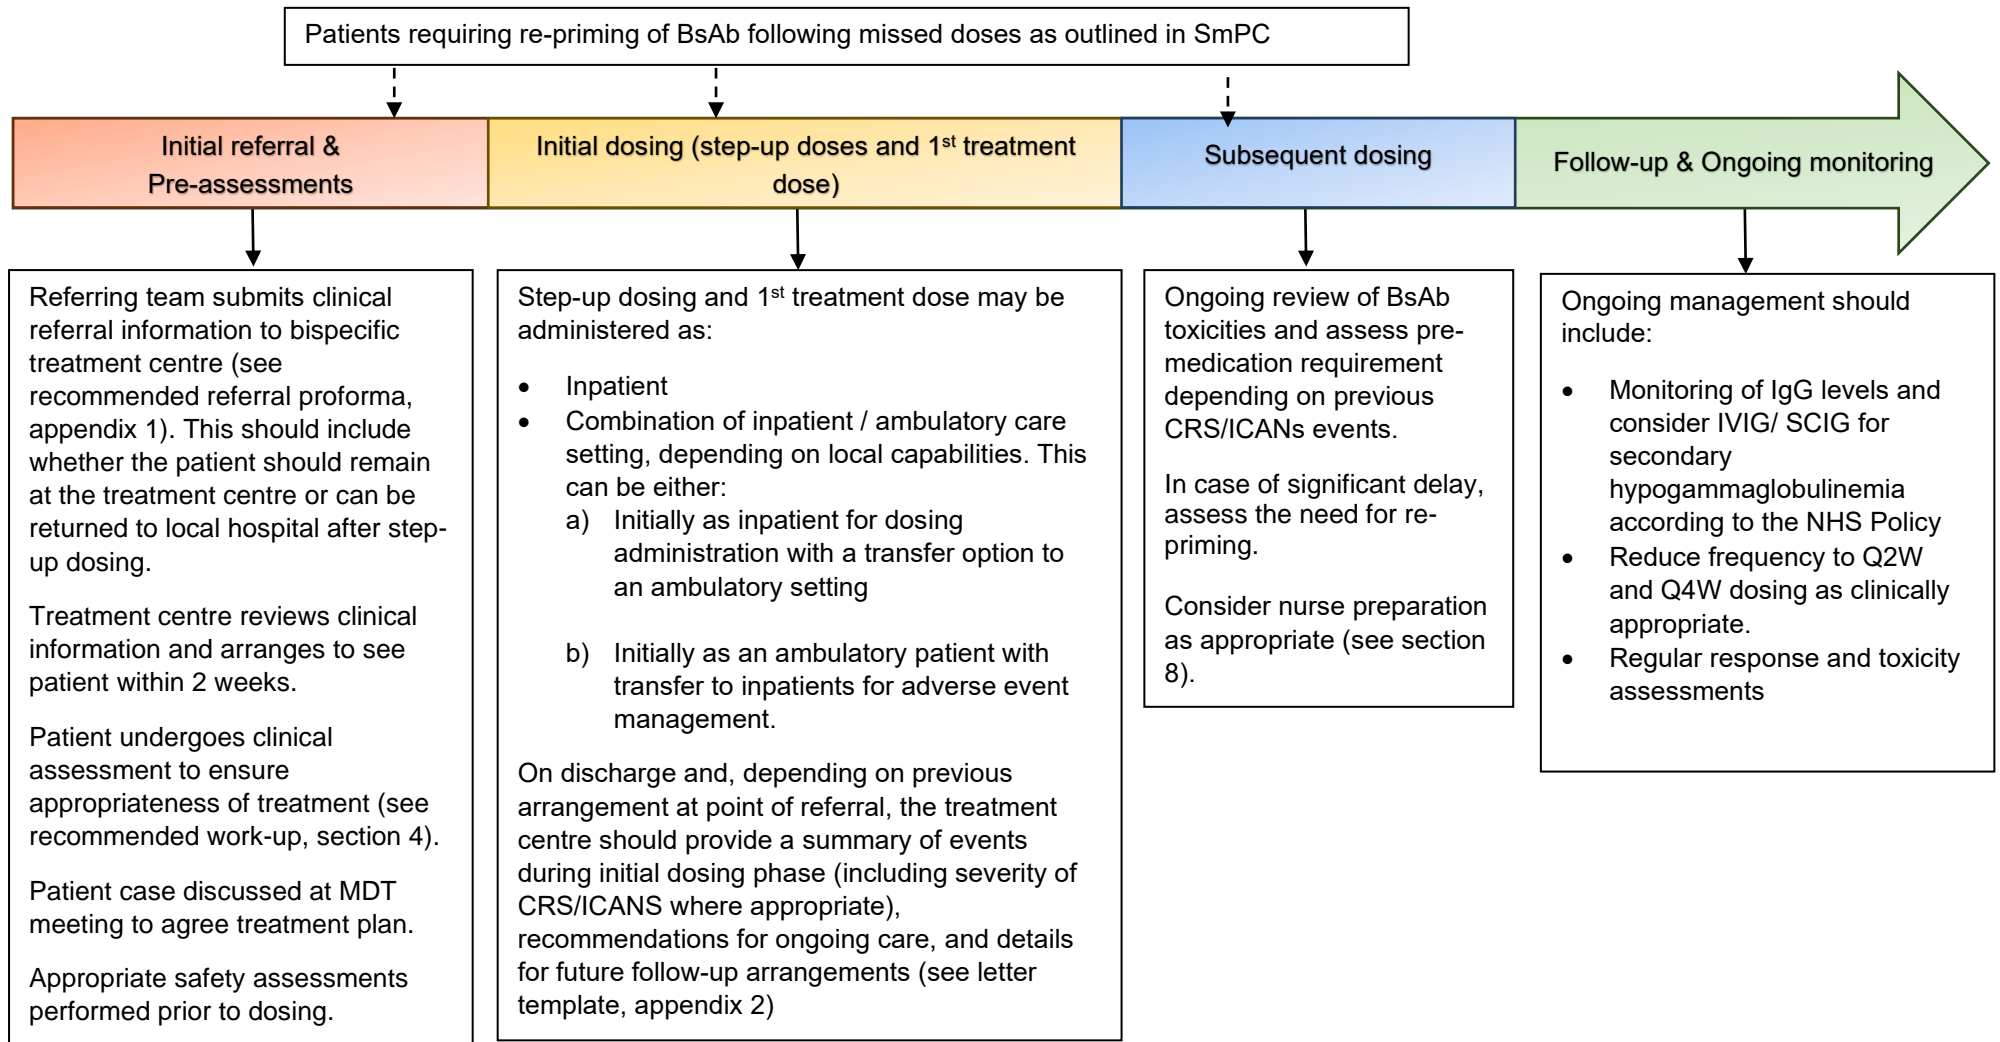 Patients requiring re-priming of BsAb following missed doses as outlined in SmPC
Initial referral &
Pre-assessments
Initial dosing (step-up doses and 1st treatment
dose)
Subsequent dosing
Follow-up & Ongoing monitoring
Referring team submits clinical
referral information to bispecific
treatment centre (see
recommended referral proforma,
appendix 1). This should include
whether the patient should remain
at the treatment centre or can be
returned to local hospital after step-
up dosing.
Treatment centre reviews clinical
information and arranges to see
patient within 2 weeks.
Patient undergoes clinical
assessment to ensure
appropriateness of treatment (see
recommended work-up, section 4).
Patient case discussed at MDT
meeting to agree treatment plan.
Appropriate safety assessments
performed prior to dosing.
Step-up dosing and 1st treatment dose may be
administered as:
• Inpatient
• Combination of inpatient / ambulatory care
setting, depending on local capabilities. This
can be either:
a) Initially as inpatient for dosing
administration with a transfer option to
an ambulatory setting
b) Initially as an ambulatory patient with
transfer to inpatients for adverse event
management.
On discharge and, depending on previous
arrangement at point of referral, the treatment
centre should provide a summary of events
during initial dosing phase (including severity of
CRS/ICANS where appropriate),
recommendations for ongoing care, and details
for future follow-up arrangements (see letter
template, appendix 2)
Ongoing review of BsAb
toxicities and assess pre-
medication requirement
depending on previous
CRS/ICANs events.
In case of significant delay,
assess the need for re-
priming.
Consider nurse preparation
as appropriate (see section
8).
Ongoing management should
include:
• Monitoring of IgG levels and
consider IVIG/ SCIG for
secondary
hypogammaglobulinemia
according to the NHS Policy
• Reduce frequency to Q2W
and Q4W dosing as clinically
appropriate.
• Regular response and toxicity
assessments